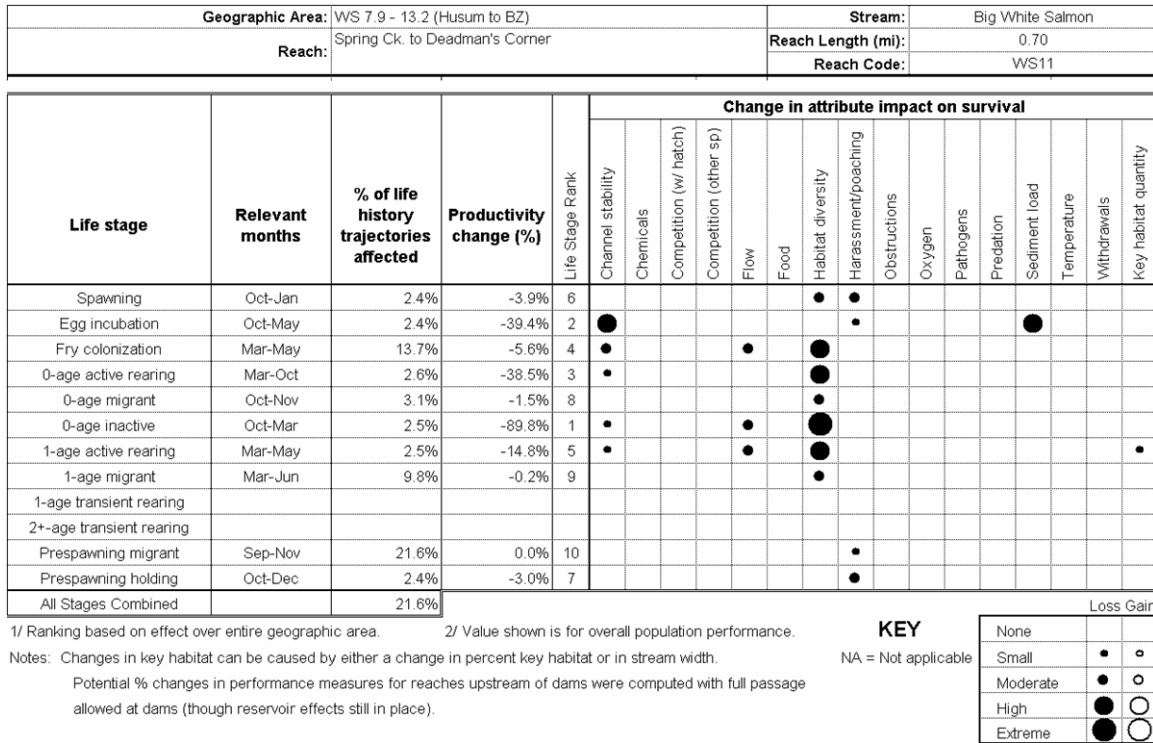 Geographic Area: WS 7.9 - 13.2 (Husum to BZ) Stream: Big White Salmon
Reach: Spring Ck. to Deadman's Corner Reach Length (mi): 0.70
Reach Code: WS11
Change in attribute impact on survival
Life stage Relevant months % of life history trajectories affected Productivity change (%) Life Stage Rank Channel stability Chemicals Competition (w/ hatch) Competition (other sp) Flow Food Habitat diversity Harassment/poaching Obstructions Oxygen Pathogens Predation Sediment load Temperature Withdrawals Key habitat quantity
Spawning Oct-Jan 2.4% -3.9% 6
Egg incubation Oct-May 2.4% -39.4% 2
Fry colonization Mar-May 13.7% -5.6% 4
0-age active rearing Mar-Oct 2.6% -38.5% 3
0-age migrant Oct-Nov 3.1% -1.5% 8
0-age inactive Oct-Mar 2.5% -89.8% 1
1-age active rearing Mar-May 2.5% -14.8% 5
1-age migrant Mar-Jun 9.8% -0.2% 9
1-age transient rearing
2+-age transient rearing
Prespawning migrant Sep-Nov 21.6% 0.0% 10
Prespawning holding Oct-Dec 2.4% -3.0% 7
All Stages Combined 21.6%
Loss Gain
1/ Ranking based on effect over entire geographic area. 2/ Value shown is for overall population performance. KEY None
Notes: Changes in key habitat can be caused by either a change in percent key habitat or in stream width. NA = Not applicable Small
Potential % changes in performance measures for reaches upstream of dams were computed with full passage Moderate
allowed at dams (though reservoir effects still in place). High
Extreme